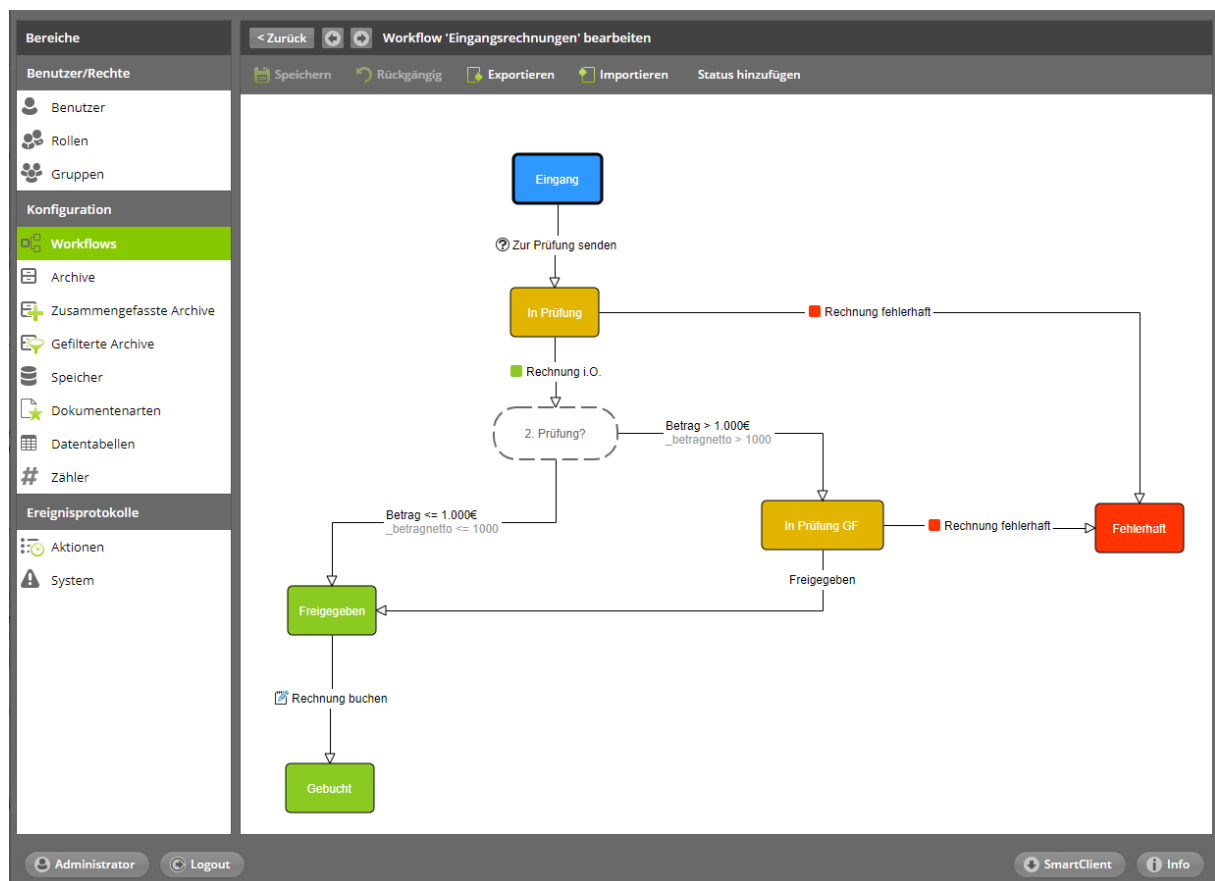 Bereiche
< Zurück
Workflow 'Eingangsrechnungen' bearbeiten
Benutzer/Rechte
Speichern
Rückgängig
Exportieren
Importieren
Status hinzufügen
Benutzer
Rollen
Gruppen
Konfiguration
Workflows
Archive
Zusammengefasste Archive
Gefilterte Archive
Speicher
Dokumentenarten
Datentabellen
# Zähler
Ereignisprotokolle
Aktionen
System
Eingang
Zur Prüfung senden
In Prüfung
Rechnung fehlerhaft
Rechnung i.O.
2. Prüfung?
Betrag > 1.000€
_betragnetto > 1000
Betrag <= 1.000€
_betragnetto <= 1000
In Prüfung GF
Rechnung fehlerhaft
Fehlerhaft
Freigegeben
Freigegeben
Rechnung buchen
Gebucht
Administrator
Logout
SmartClient
Info